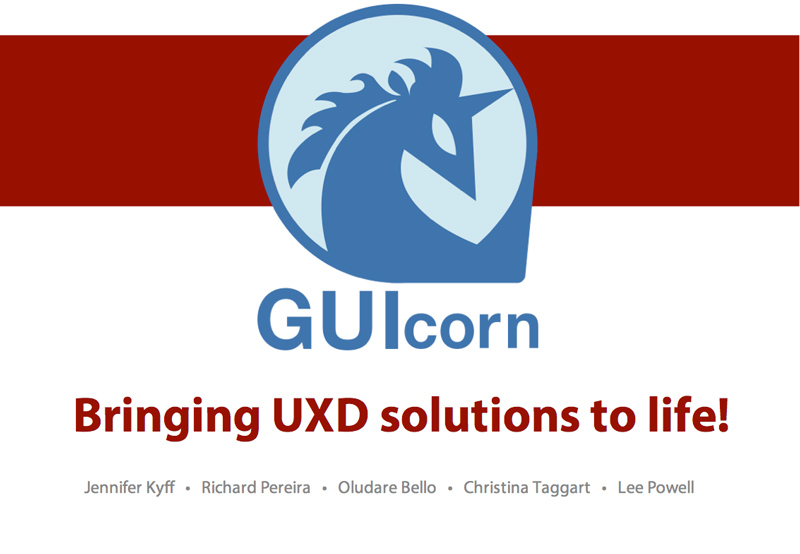 GUIcorn
Bringing UXD solutions to life!
Jennifer Kyff • Richard Pereira • Oludare Bello • Christina Taggart • Lee Powell